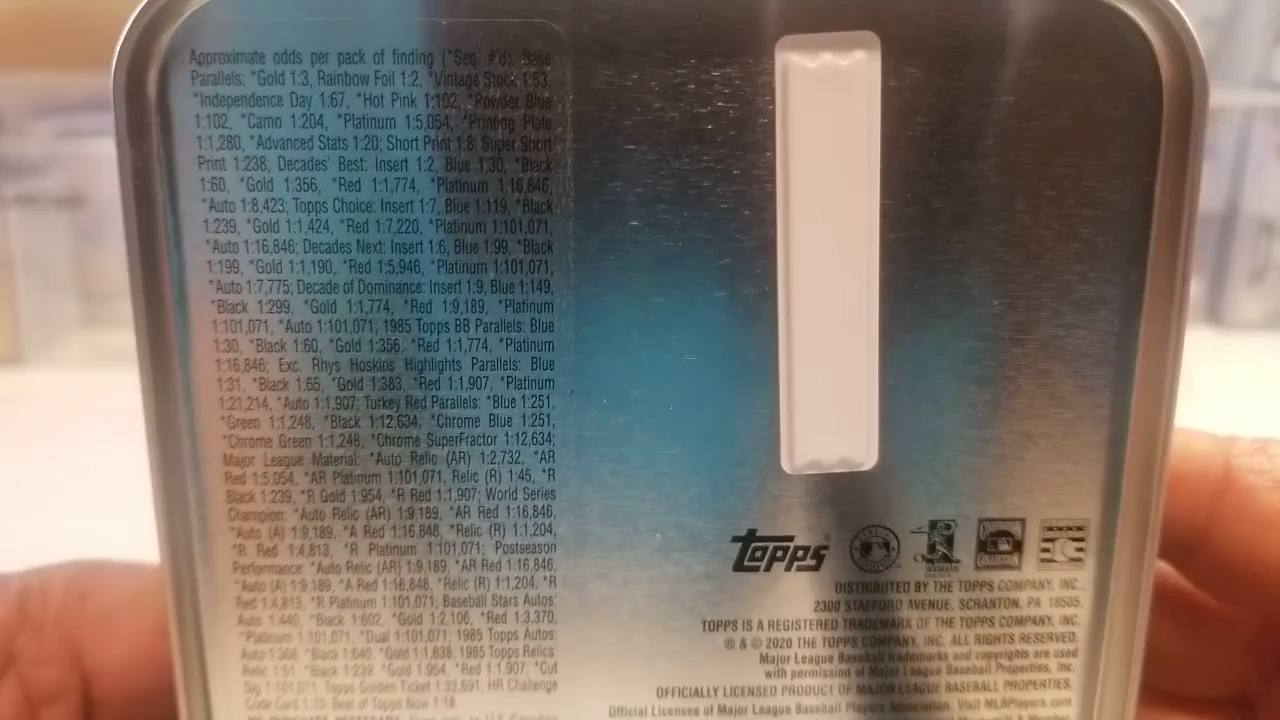 Approximate odds per pack of finding (*Seq. #'d). Base
Parallels: *Gold 1:3, Rainbow Foil 1:2, *Vintage Stock 1:53,
*Independence Day 1:67, *Hot Pink 1:102, *Powder Blue
1:102, *Camo 1:204, *Platinum 1:5,054, *Printing Plate
1:1,280, *Advanced Stats 1:20; Short Print 1:8; Super Short
Print 1:238, Decades' Best: Insert 1:2, Blue 1:30, *Black
1:60, *Gold 1:356, *Red 1:1,774, *Platinum 1:16,846,
*Auto 1:8,423; Topps Choice: Insert 1:7, Blue 1:119, *Black
1:239, *Gold 1:1,424, *Red 1:7,220, *Platinum 1:101,071,
*Auto 1:16,846; Decades Next: Insert 1:6, Blue 1:99, *Black
1:199, *Gold 1:1,190, *Red 1:5,946, *Platinum 1:101,071,
*Auto 1:7,775; Decade of Dominance: Insert 1:9, Blue 1:149,
*Black 1:299, *Gold 1:1,774, *Red 1:9,189, *Platinum
1:101,071, *Auto 1:101,071; 1985 Topps BB Parallels: Blue
1:30, *Black 1:60, *Gold 1:356, *Red 1:1,774, *Platinum
1:16,846; Exc. Rhys Hoskins Highlights Parallels: Blue
1:31, *Black 1:65, *Gold 1:383, *Red 1:1,907, *Platinum
1:21,214, *Auto 1:1,907; Turkey Red Parallels: *Blue 1:251,
*Green 1:1,248, *Black 1:12,634, *Chrome Blue 1:251,
*Chrome Green 1:1,248, *Chrome SuperFractor 1:12,634;
Major League Material: *Auto Relic (AR) 1:2,732, *AR
Red 1:5,054, *AR Platinum 1:101,071, Relic (R) 1:45, *R
Black 1:239, *R Gold 1:954, *R Red 1:1,907; World Series
Champion: *Auto Relic (AR) 1:9,189, *AR Red 1:16,846,
*Auto (A) 1:9,189, *A Red 1:16,848, *Relic (R) 1:1,204,
*R Red 1:4,813, *R Platinum 1:101,071; Postseason
Performance: *Auto Relic (AR) 1:9,189, *AR Red 1:16,846,
*Auto (A) 1:9,189, *A Red 1:16,848, *Relic (R) 1:1,204, *R
Red 1:4,813, *R Platinum 1:101,071; Baseball Stars Autos:
Auto 1:440, *Black 1:602, *Gold 1:2,106, *Red 1:3,370,
*Platinum 1:101,071, *Dual 1:101,071; 1985 Topps Autos:
Auto 1:368, *Black 1:640, *Gold 1:1,838, 1985 Topps Relics:
Relic 1:91, *Black 1:239, *Gold 1:954, *Red 1:1,907; *Cut
Sig 1:101,071, Topps Golden Ticket 1:33,691, HR Challenge
Code Card 1:10; Best of Topps Now 1:18
topps
DISTRIBUTED BY THE TOPPS COMPANY, INC.
2300 STAFFORD AVENUE, SCRANTON, PA 18505.
TOPPS IS A REGISTERED TRADEMARK OF THE TOPPS COMPANY, INC.
® & © 2020 THE TOPPS COMPANY, INC. ALL RIGHTS RESERVED.
Major League Baseball trademarks and copyrights are used
with permission of Major League Baseball Properties, Inc.
OFFICIALLY LICENSED PRODUCT OF MAJOR LEAGUE BASEBALL PROPERTIES.
Official Licensee of Major League Baseball Players Association. Visit MLBPlayers.com